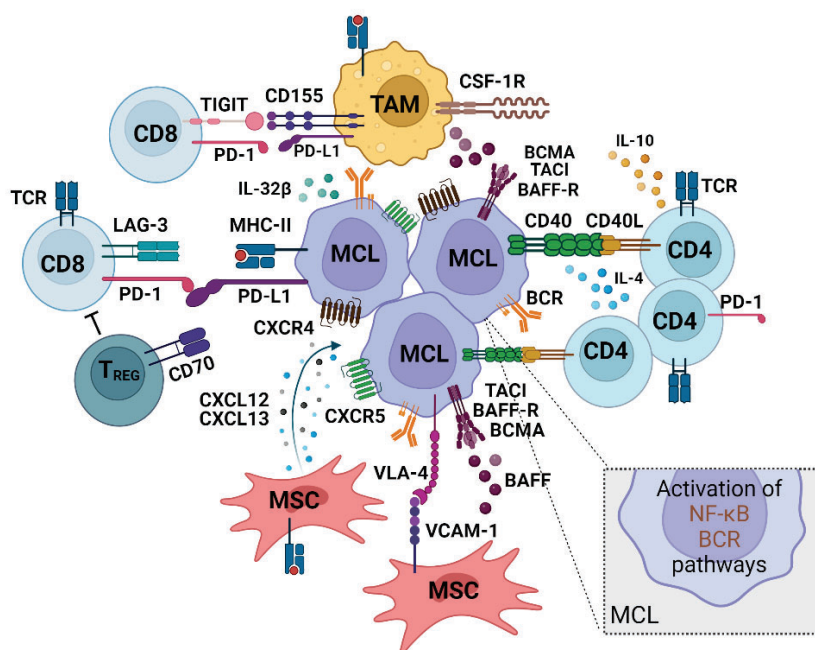 CSF-1R
TAM
TIGIT
CD155
CD8
PD-1
PD-L1
BCMA
TACI
BAFF-R
IL-10
TCR
IL-32β
TCR
LAG-3
MHC-II
CD40
CD40L
CD4
MCL
MCL
CD8
PD-1
PD-L1
IL-4
BCR
PD-1
CD4
CXCR4
MCL
CD4
TREG
CD70
CXCL12
CXCL13
CXCR5
TACI
BAFF-R
BCMA
VLA-4
BAFF
MSC
VCAM-1
MSC
Activation of
NF-κB
BCR
pathways
MCL